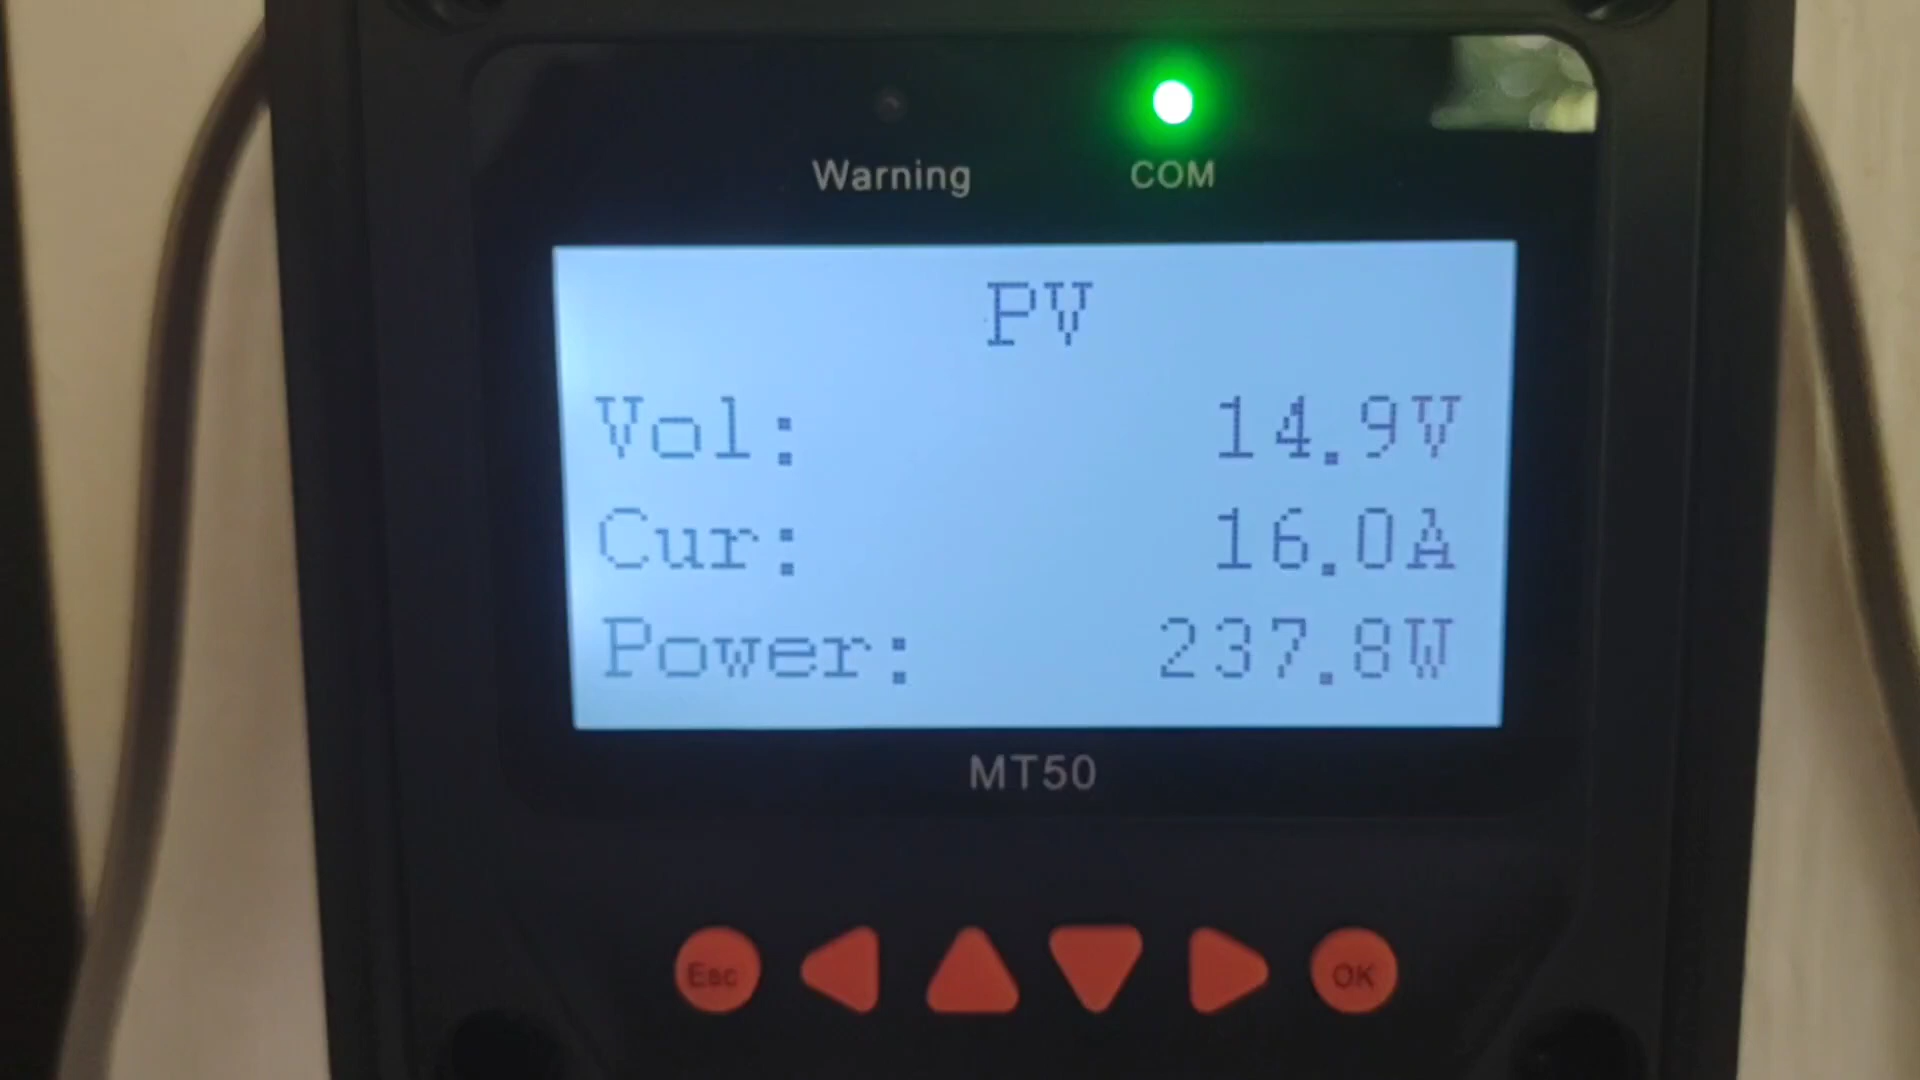 Warning COM
PV
Vol: 14.9V
Cur: 16.0A
Power: 237.8W
MT50
Esc OK